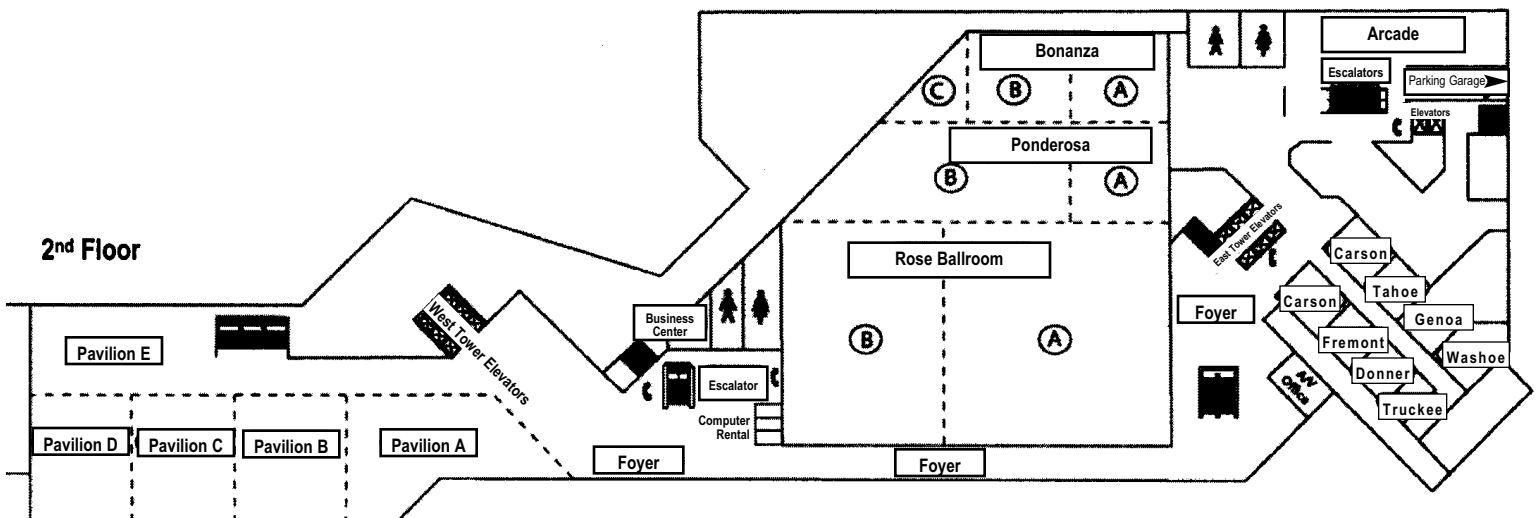 Arcade
Bonanza
Escalators
Parking Garage
C
B
A
Elevators
Ponderosa
B
A
2nd Floor
East Tower Elevators
Carson
Rose Ballroom
Tahoe
Carson
West Tower Elevators
Business
Center
Foyer
Genoa
Fremont
B
A
Pavilion E
Washoe
Donner
Escalator
A/V
Office
Truckee
Computer
Rental
Pavilion D
Pavilion C
Pavilion B
Pavilion A
Foyer
Foyer